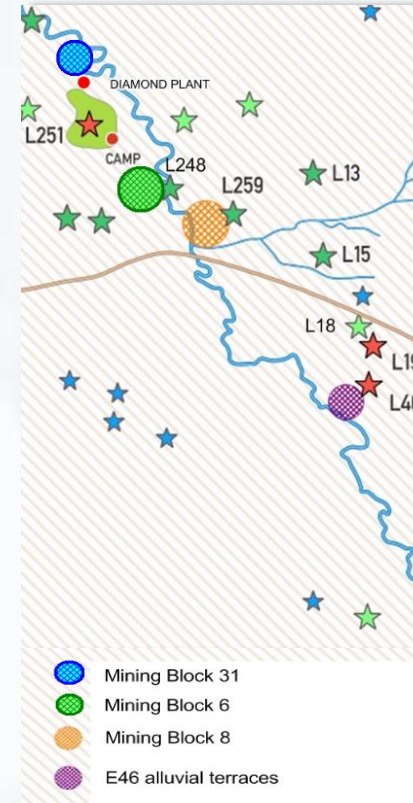 DIAMOND PLANT
L251
CAMP
L248
L259
L13
L15
L18
Mining Block 31
Mining Block 6
Mining Block 8
E46 alluvial terraces